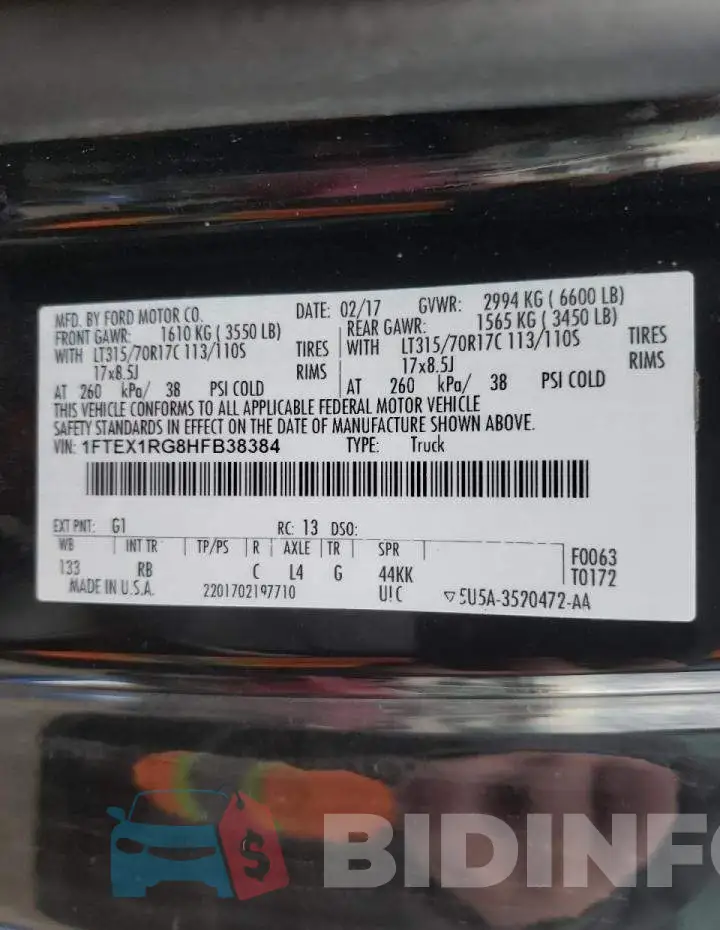 MFD. BY FORD MOTOR CO. DATE: 02/17 GVWR: 2994 KG ( 6600 LB)
FRONT GAWR: 1610 KG ( 3550 LB) REAR GAWR: 1565 KG ( 3450 LB)
WITH LT315/70R17C 113/110S TIRES WITH LT315/70R17C 113/110S TIRES
17x8.5J RIMS 17x8.5J RIMS
AT 260 kPa/ 38 PSI COLD AT 260 kPa/ 38 PSI COLD
THIS VEHICLE CONFORMS TO ALL APPLICABLE FEDERAL MOTOR VEHICLE
SAFETY STANDARDS IN EFFECT ON THE DATE OF MANUFACTURE SHOWN ABOVE.
VIN: 1FTEX1RG8HFB38384 TYPE: Truck
EXT PNT: G1 RC: 13 DSO:
WB INT TR TP/PS R AXLE TR SPR F0063
133 RB C L4 G 44KK T0172
MADE IN U.S.A. 2201702197710 U!C ▽5U5A-3520472-AA
$ BIDINFO